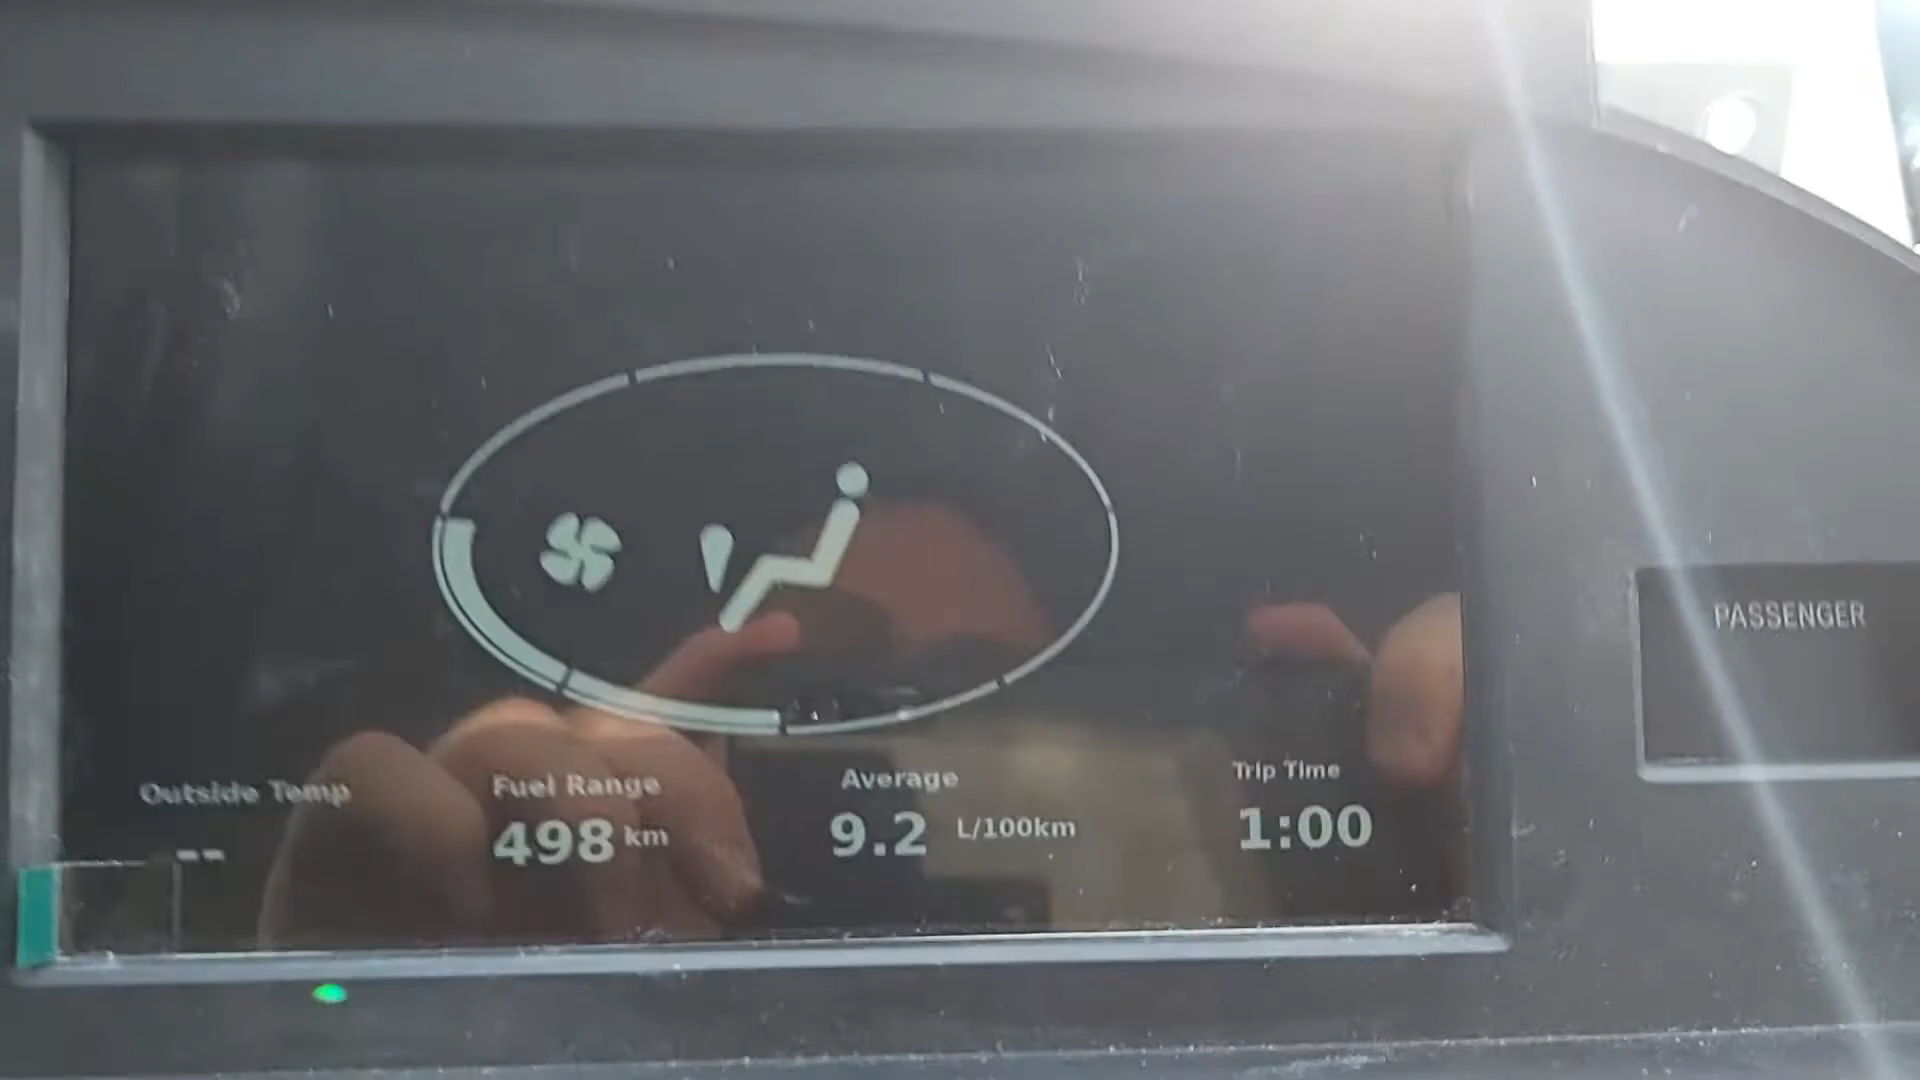 PASSENGER
Outside Temp
--
Fuel Range
498 km
Average
9.2 L/100km
Trip Time
1:00